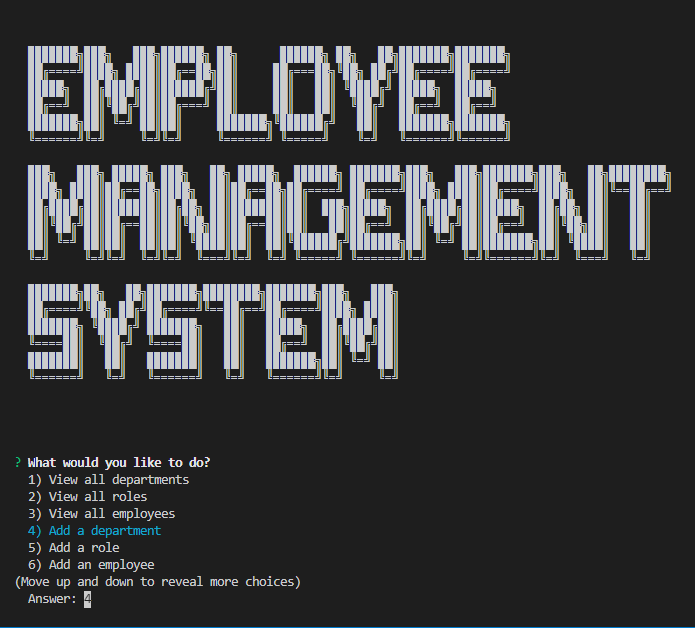 EMPLOYEE
MANAGEMENT
SYSTEM
? What would you like to do?
1) View all departments
2) View all roles
3) View all employees
4) Add a department
5) Add a role
6) Add an employee
(Move up and down to reveal more choices)
Answer: 4